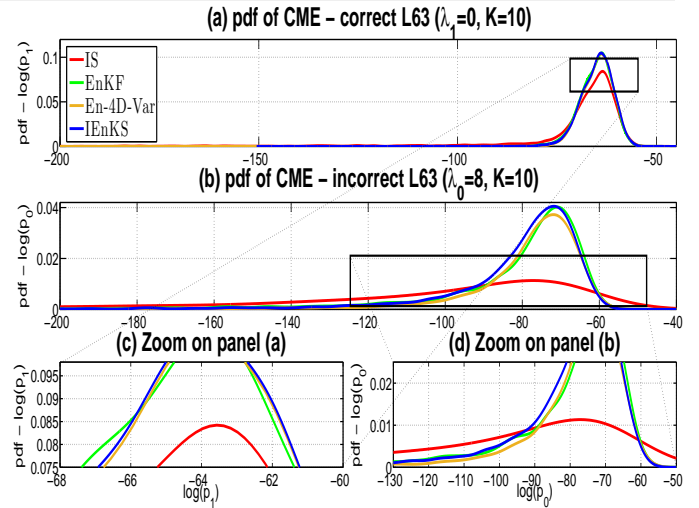 (a) pdf of CME – correct L63 (λ₁=0, K=10)
pdf – log(p₁)
0.1
0.05
0
IS
EnKF
En-4D-Var
IEnKS
−200 −150 −100 −50
(b) pdf of CME – incorrect L63 (λ₀=8, K=10)
pdf – log(p₀)
0.04
0.02
0
−200 −180 −160 −140 −120 −100 −80 −60 −40
(c) Zoom on panel (a)
pdf – log(p₁)
0.095
0.09
0.085
0.08
0.075
−68 −66 −64 −62 −60
log(p₁)
(d) Zoom on panel (b)
pdf – log(p₀)
0.02
0.01
0
−130 −120 −110 −100 −90 −80 −70 −60 −50
log(p₀)